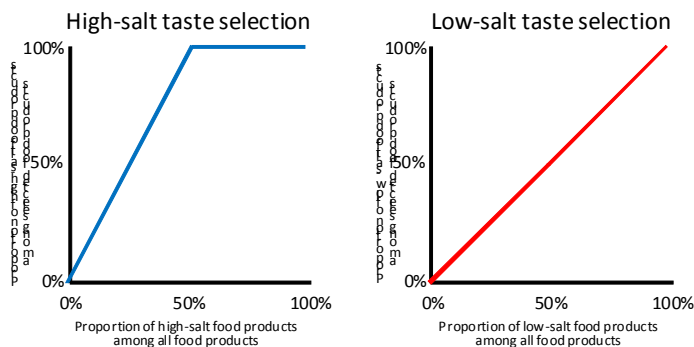 High-salt taste selection
100%
50%
0%
0%
50%
100%
Proportion of high-salt food products
among all food products
Low-salt taste selection
100%
50%
0%
0%
50%
100%
Proportion of low-salt food products
among all food products